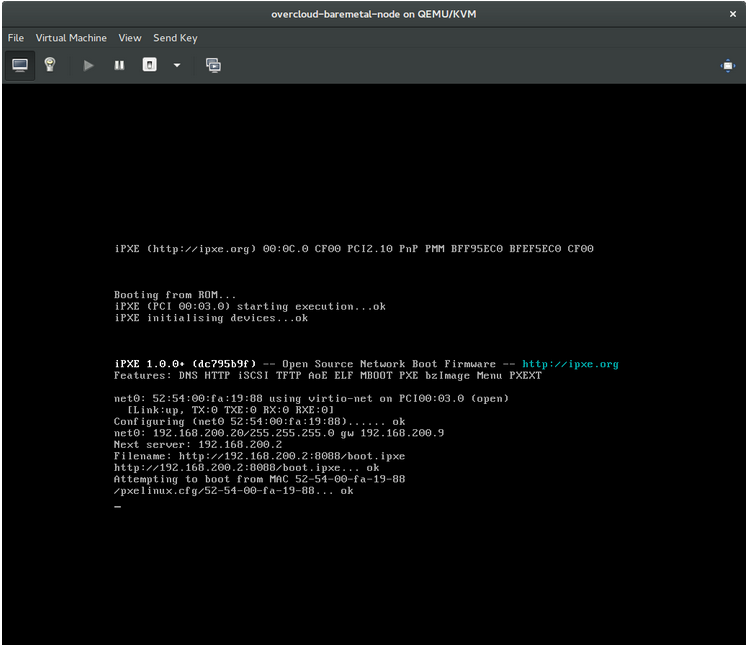 overcloud-baremetal-node on QEMU/KVM
File Virtual Machine View Send Key
iPXE (http://ipxe.org) 00:0C.0 CF00 PCI2.10 PnP PMM BFF95EC0 BFEF5EC0 CF00
Booting from ROM...
iPXE (PCI 00:03.0) starting execution...ok
iPXE initialising devices...ok
iPXE 1.0.0+ (dc795b9f) -- Open Source Network Boot Firmware -- http://ipxe.org
Features: DNS HTTP iSCSI TFTP AoE ELF MBOOT PXE bzImage Menu PXEXT
net0: 52:54:00:fa:19:88 using virtio-net on PCI00:03.0 (open)
[Link:up, TX:0 TXE:0 RX:0 RXE:0]
Configuring (net0 52:54:00:fa:19:88)...... ok
net0: 192.168.200.20/255.255.255.0 gw 192.168.200.9
Next server: 192.168.200.2
Filename: http://192.168.200.2:8088/boot.ipxe
http://192.168.200.2:8088/boot.ipxe... ok
Attempting to boot from MAC 52-54-00-fa-19-88
/pxelinux.cfg/52-54-00-fa-19-88... ok